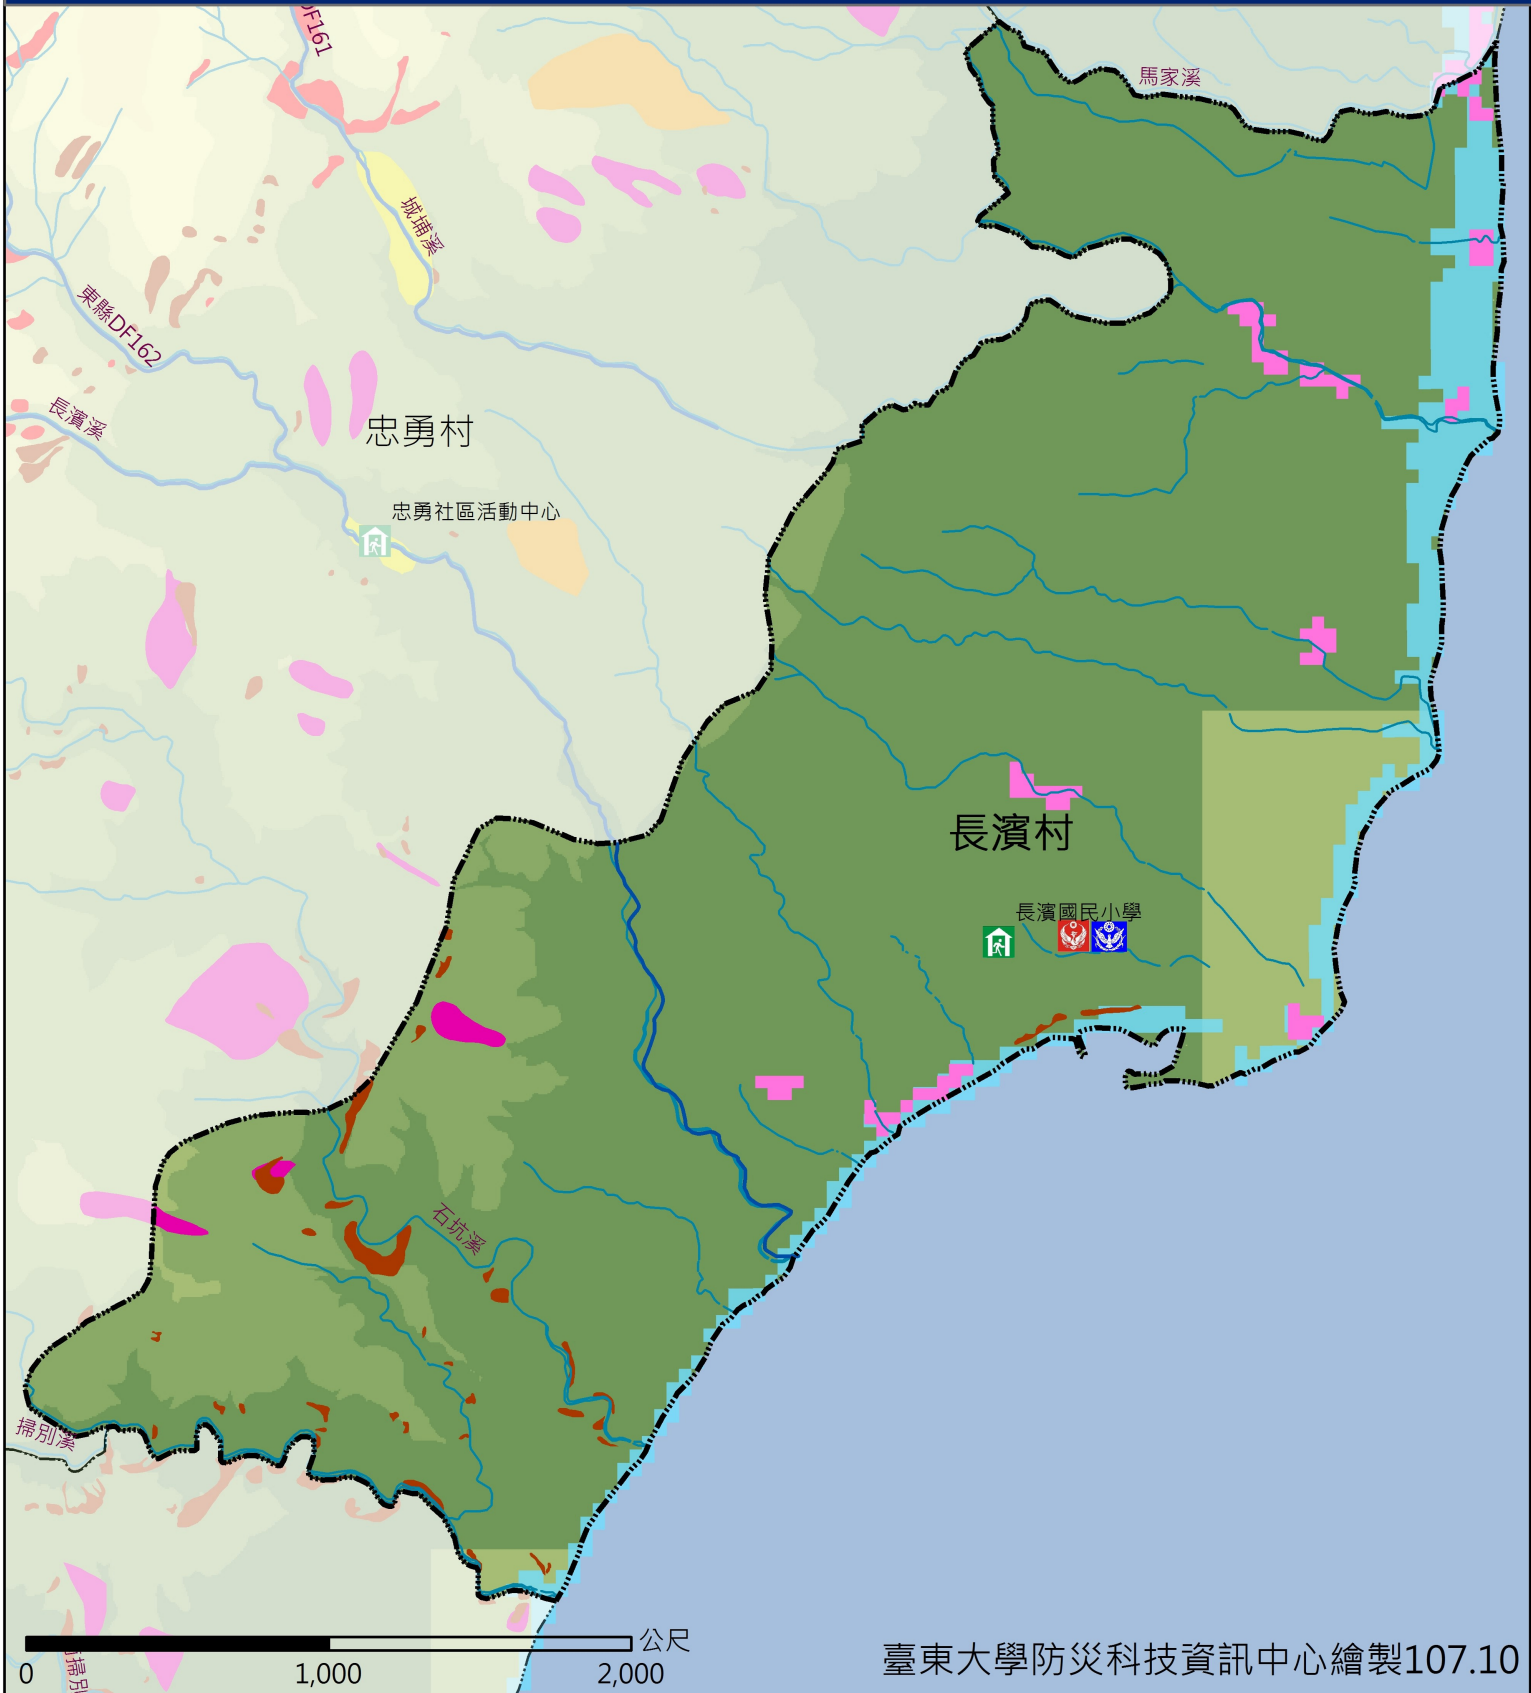 DF161
馬家溪
城埔溪
東縣DF162
長濱溪
忠勇村
忠勇社區活動中心
長濱村
長濱國民小學
石坑溪
掃別溪
掃別
公尺
0
1,000
2,000
臺東大學防災科技資訊中心繪製107.10